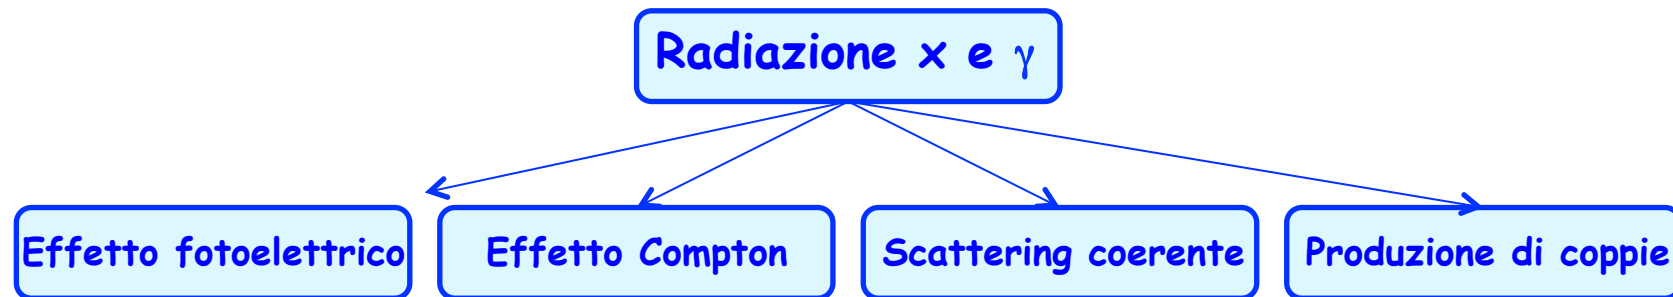 Radiazione x e γ
Effetto fotoelettrico
Effetto Compton
Scattering coerente
Produzione di coppie